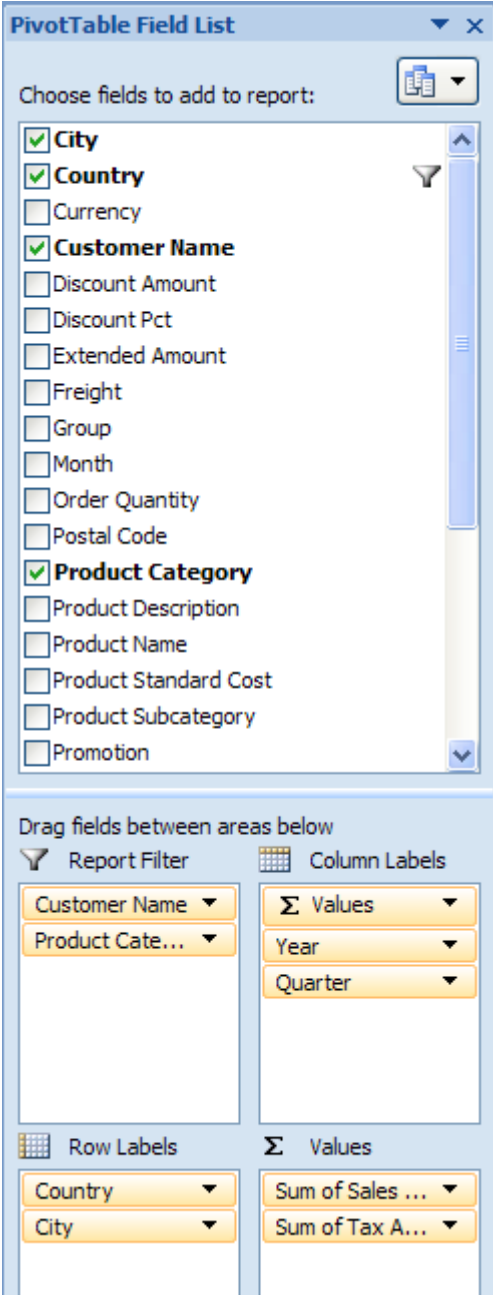 PivotTable Field List
Choose fields to add to report:
City
Country
Currency
Customer Name
Discount Amount
Discount Pct
Extended Amount
Freight
Group
Month
Order Quantity
Postal Code
Product Category
Product Description
Product Name
Product Standard Cost
Product Subcategory
Promotion
Drag fields between areas below
Report Filter
Customer Name
Product Cate...
Column Labels
Σ Values
Year
Quarter
Row Labels
Country
City
Σ Values
Sum of Sales ...
Sum of Tax A...